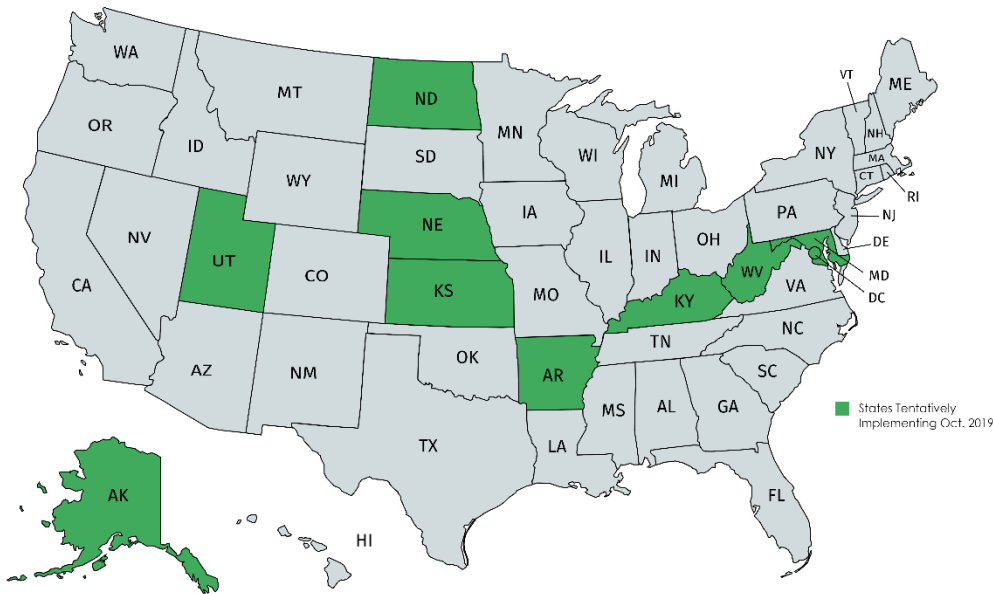 WA
MT
ND
MN
OR
ID
SD
WI
MI
VT
ME
NH
NY
MA
CT
RI
WY
NV
UT
CO
NE
IA
IL
IN
OH
PA
NJ
DE
MD
DC
CA
KS
MO
KY
WV
VA
AZ
NM
OK
AR
TN
NC
SC
MS
AL
GA
TX
LA
FL
AK
HI
States Tentatively
Implementing Oct. 2019